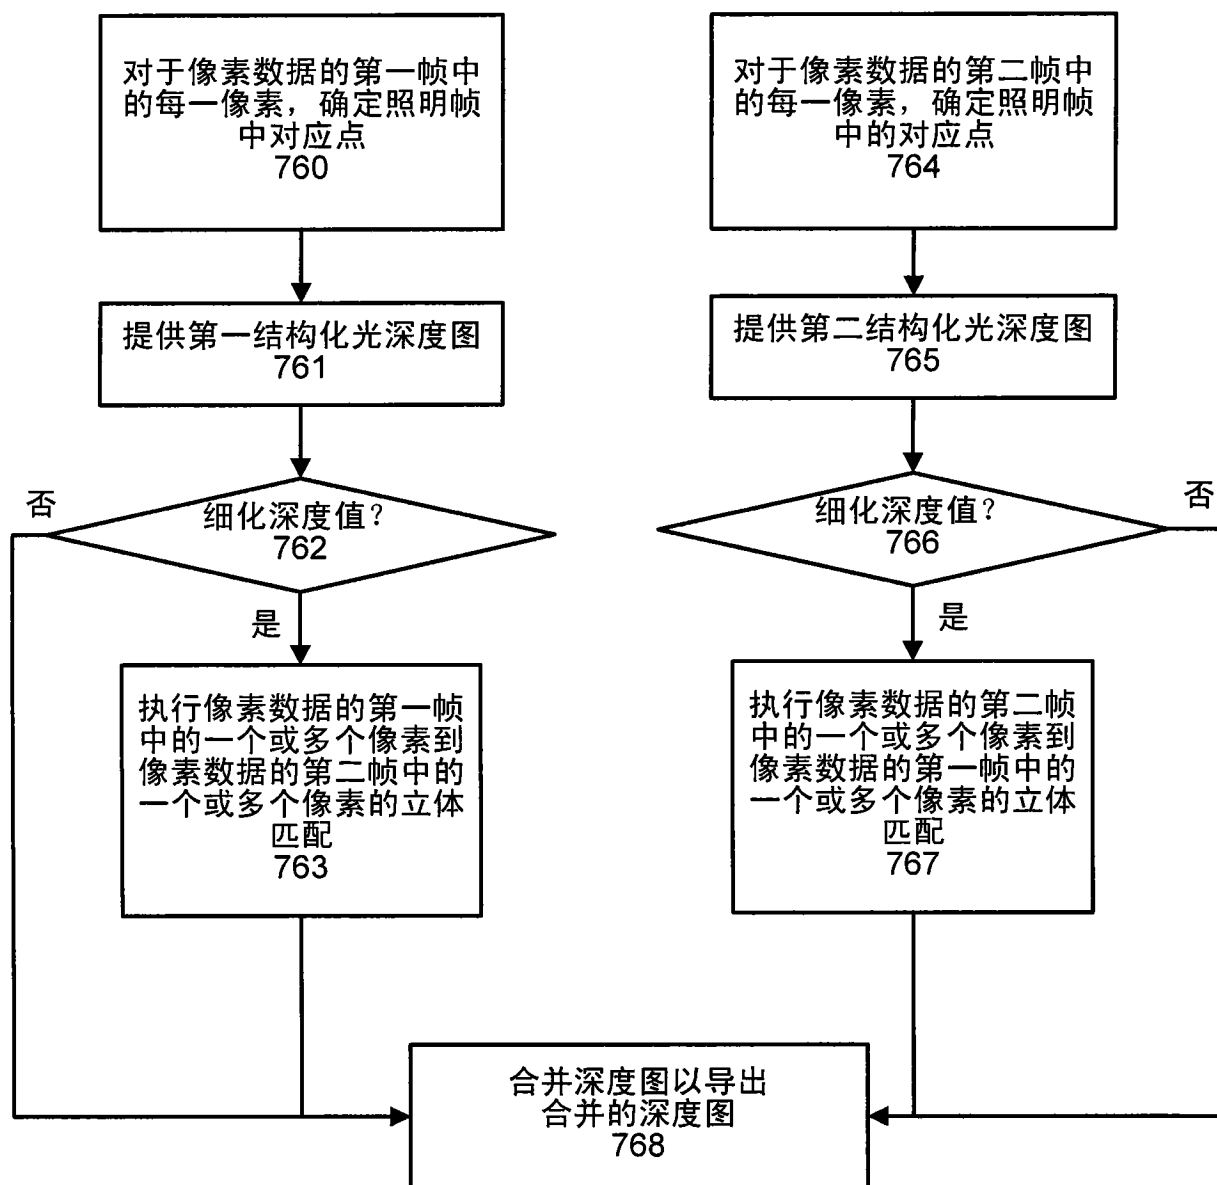 对于像素数据的第一帧中
的每一像素，确定照明帧
中对应点
760
对于像素数据的第二帧中
的每一像素，确定照明帧
中的对应点
764
提供第一结构化光深度图
761
提供第二结构化光深度图
765
否
细化深度值？
762
细化深度值？
766
否
是
是
执行像素数据的第一帧
中的一个或多个像素到
像素数据的第二帧中的
一个或多个像素的立体
匹配
763
执行像素数据的第二帧
中的一个或多个像素到
像素数据的第一帧中的
一个或多个像素的立体
匹配
767
合并深度图以导出
合并的深度图
768